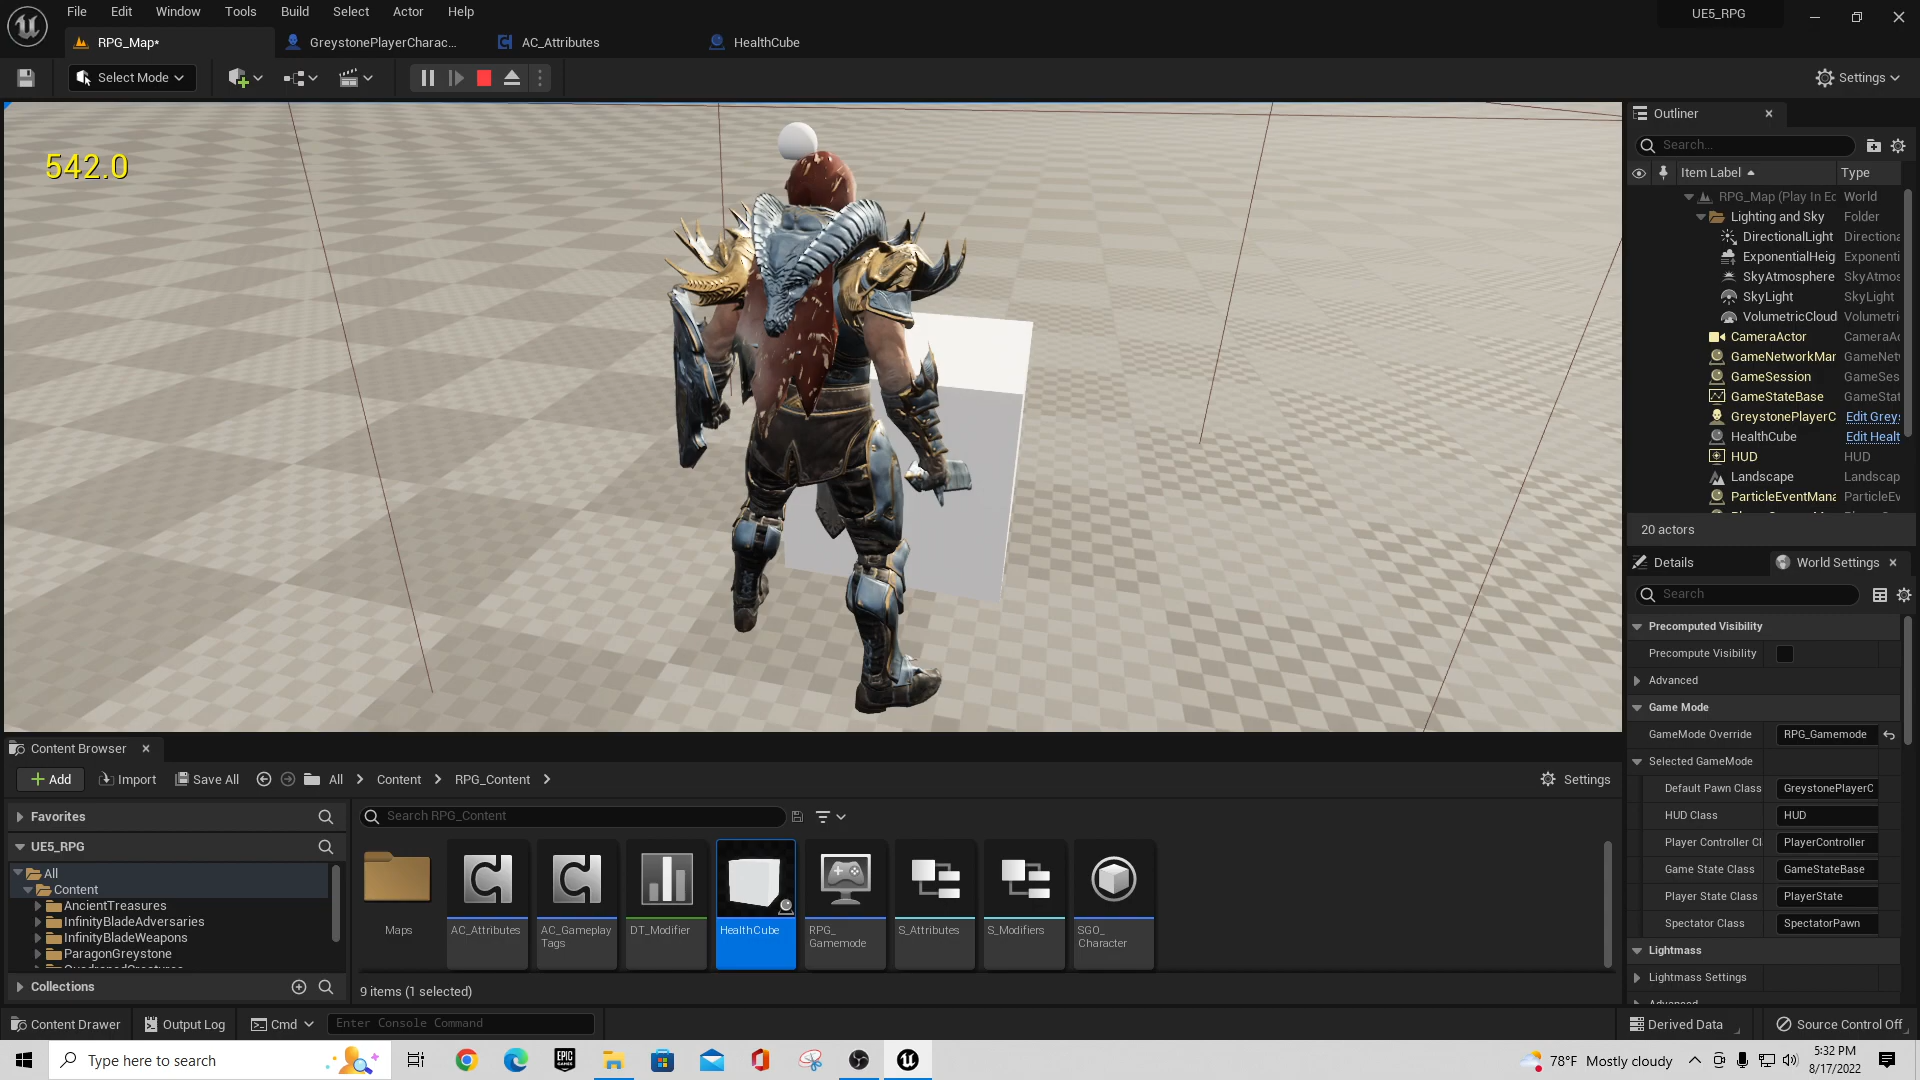 File Edit Window Tools Build Select Actor Help
UE5_RPG
RPG_Map*
GreystonePlayerCharac...
AC_Attributes
HealthCube
Select Mode
Settings
542.0
Outliner
Search...
Item Label
Type
RPG_Map (Play In Ec World
Lighting and Sky Folder
DirectionalLight Directiona
ExponentialHeig Exponenti
SkyAtmosphere SkyAtmos
SkyLight SkyLight
VolumetricCloud Volumetri
CameraActor CameraAc
GameNetworkMar GameNet
GameSession GameSes
GameStateBase GameStat
GreystonePlayerC Edit Grey:
HealthCube Edit Healt
HUD HUD
Landscape Landscap
ParticleEventMana ParticleEv
20 actors
Details
World Settings
Search
Precomputed Visibility
Precompute Visibility
Advanced
Game Mode
GameMode Override RPG_Gamemode
Selected GameMode
Default Pawn Class GreystonePlayerC
HUD Class HUD
Player Controller Cl PlayerController
Game State Class GameStateBase
Player State Class PlayerState
Spectator Class SpectatorPawn
Lightmass
Lightmass Settings
Advanced
Content Browser
Add
Import
Save All
All
Content
RPG_Content
Settings
Favorites
UE5_RPG
All
Content
AncientTreasures
InfinityBladeAdversaries
InfinityBladeWeapons
ParagonGreystone
Collections
Search RPG_Content
Maps
AC_Attributes
AC_Gameplay
Tags
DT_Modifier
HealthCube
RPG_
Gamemode
S_Attributes
S_Modifiers
SGO_
Character
9 items (1 selected)
Content Drawer
Output Log
Cmd
Enter Console Command
Derived Data
Source Control Off
Type here to search
EPIC
GAMES
78°F Mostly cloudy
5:32 PM
8/17/2022